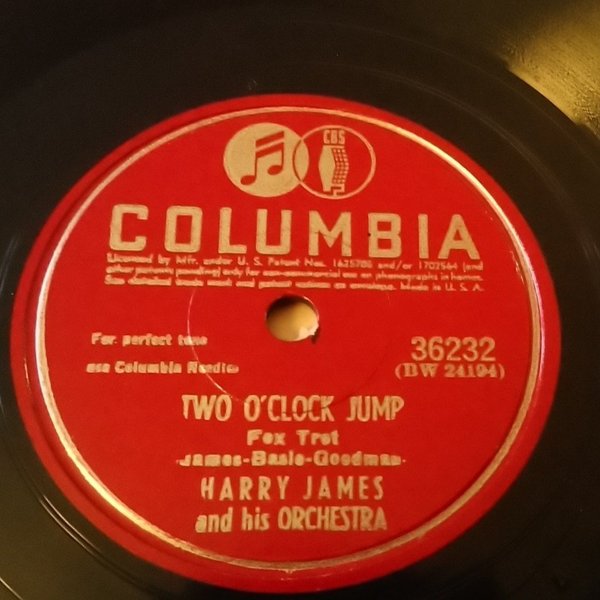 CBS
COLUMBIA
Licensed by Mfr. under U. S. Patent Nos. 1625705 and/or 1702564 (and
other patents pending) only for non-commercial use on phonographs in homes.
See detailed trade mark and patent notices on envelope. Made in U. S. A.
For perfect tone
use Columbia Needles
36232
(BW 24194)
TWO O'CLOCK JUMP
Fox Trot
-James-Basie-Goodman-
HARRY JAMES
and his ORCHESTRA